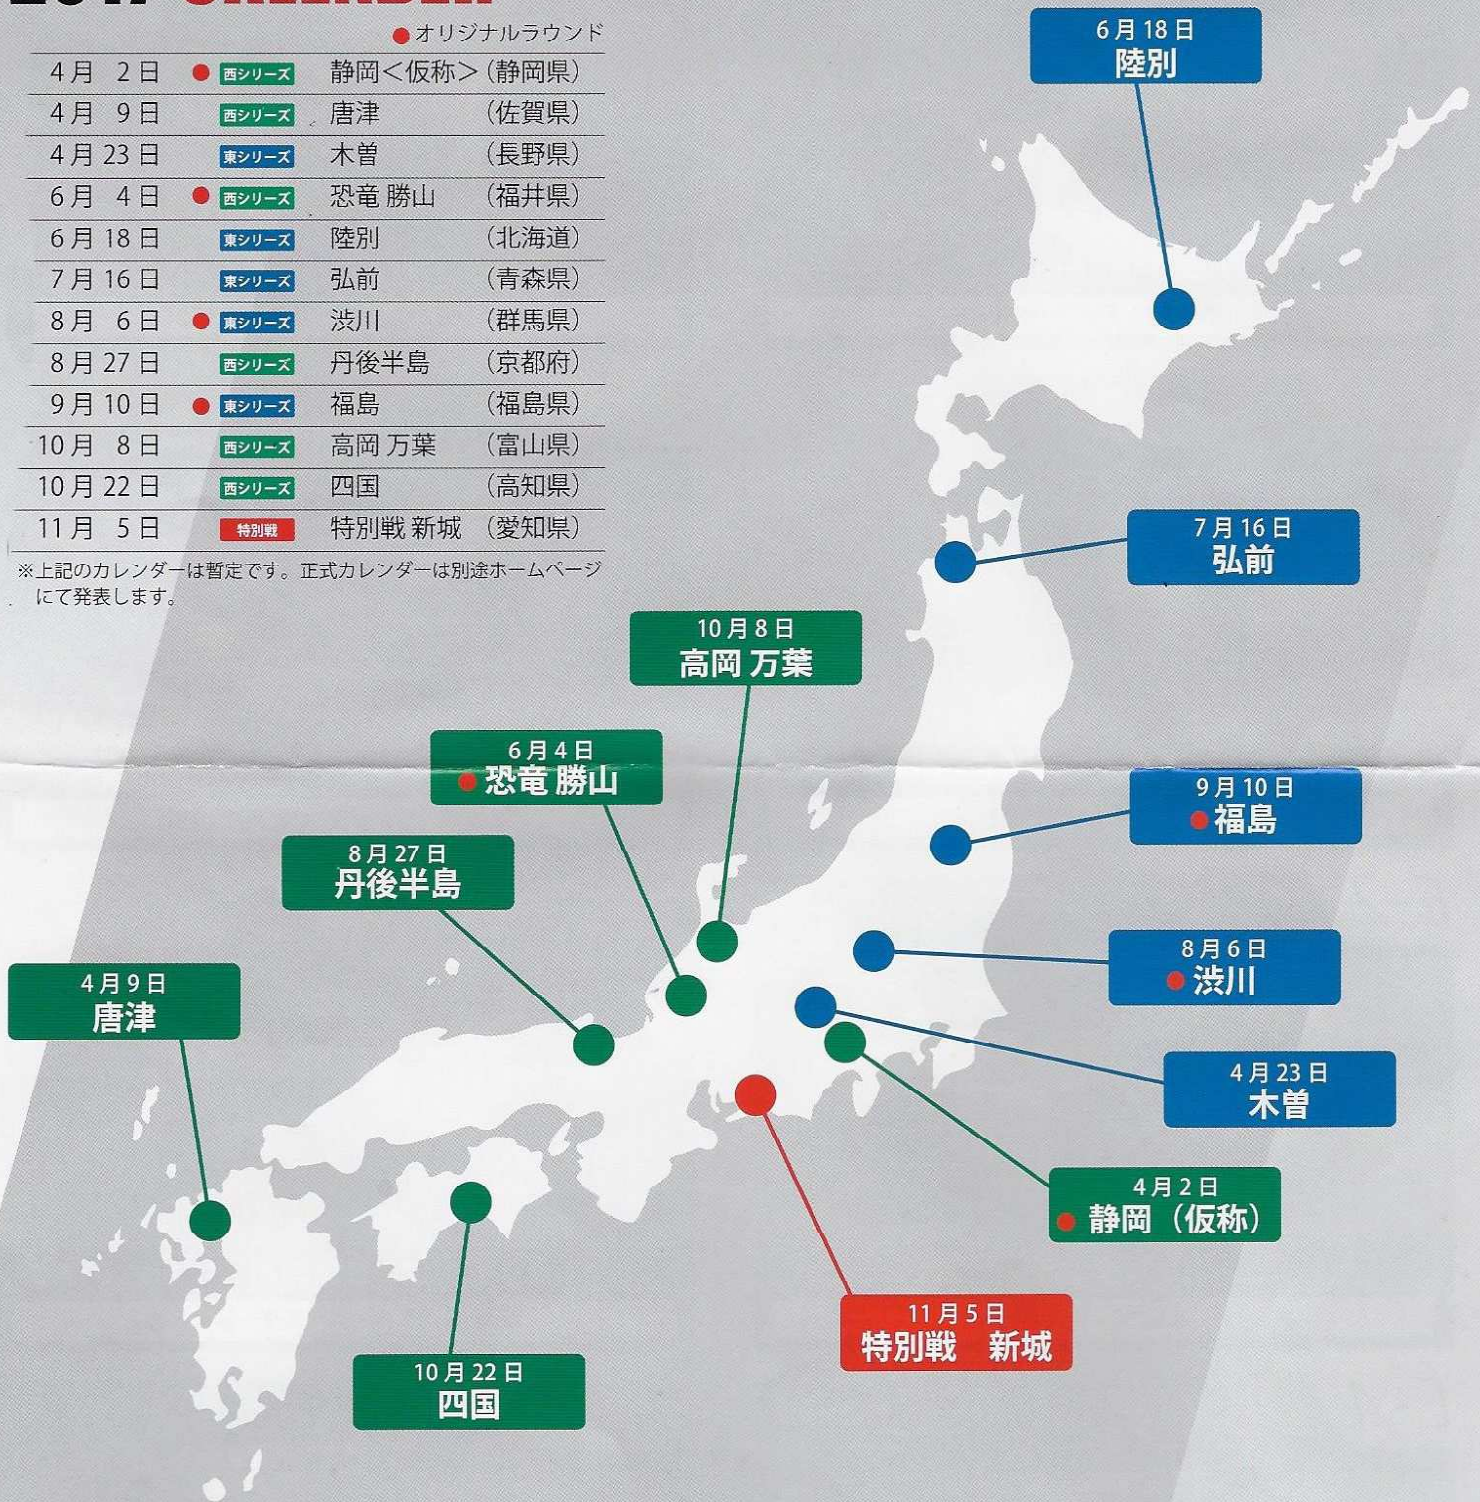 2017 CALENDER
●オリジナルラウンド
4月 2日 ● 西シリーズ 静岡＜仮称＞（静岡県）
4月 9日 西シリーズ 唐津 （佐賀県）
4月 23日 東シリーズ 木曽 （長野県）
6月 4日 ● 西シリーズ 恐竜 勝山 （福井県）
6月 18日 東シリーズ 陸別 （北海道）
7月 16日 東シリーズ 弘前 （青森県）
8月 6日 ● 東シリーズ 渋川 （群馬県）
8月 27日 西シリーズ 丹後半島 （京都府）
9月 10日 ● 東シリーズ 福島 （福島県）
10月 8日 西シリーズ 高岡 万葉 （富山県）
10月 22日 西シリーズ 四国 （高知県）
11月 5日 特別戦 特別戦 新城 （愛知県）
※上記のカレンダーは暫定です。正式カレンダーは別途ホームページ
にて発表します。
6月18日
陸別
7月16日
弘前
10月8日
高岡 万葉
6月4日
● 恐竜 勝山
9月10日
● 福島
8月27日
丹後半島
8月6日
● 渋川
4月9日
唐津
4月23日
木曽
4月2日
● 静岡（仮称）
11月5日
特別戦 新城
10月22日
四国